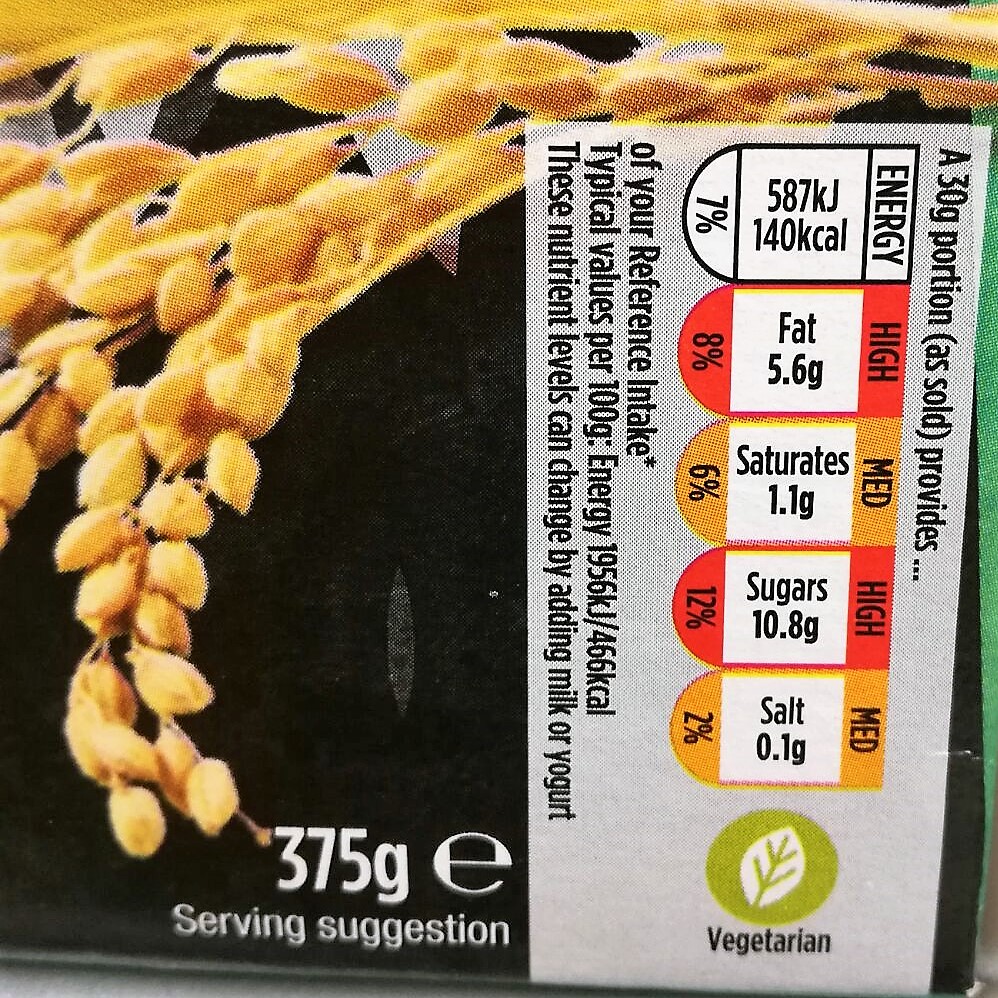 A 30g portion (as sold) provides ...
ENERGY
587kJ
140kcal
7%
HIGH
Fat
5.6g
8%
MED
Saturates
1.1g
6%
HIGH
Sugars
10.8g
12%
MED
Salt
0.1g
2%
of your Reference Intake*
Typical values per 100g: Energy 1956kJ/466kcal
These nutrient levels can change by adding milk or yogurt
Vegetarian
375g ℮
Serving suggestion